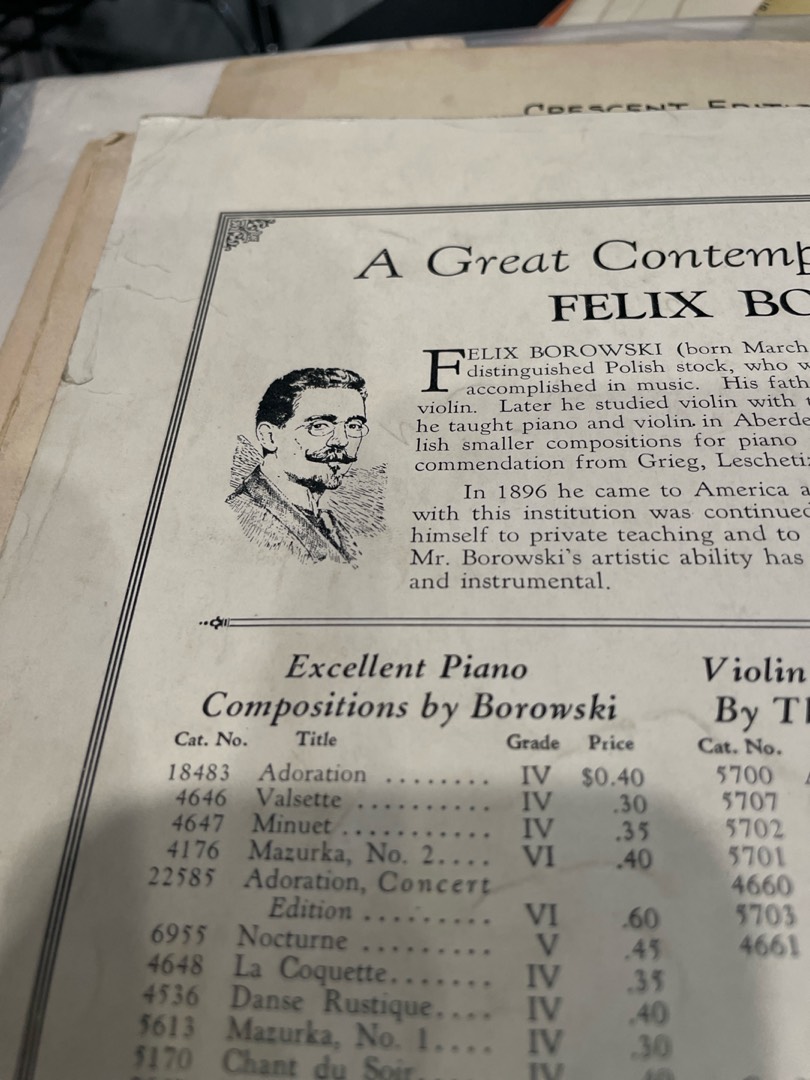 CRESCENT
A Great
FELIX
FELIX BOROWSKI (born March
distinguished Polish stock, who
accomplished in music. His
violin. Later he studied violin with
he taught piano and violin in
lish smaller compositions for piano
commendation from Grieg,
In 1896 he came to America
with this institution was
himself to private teaching and to
Mr. Borowski's artistic ability has
and instrumental.
Excellent Piano
Compositions by Borowski
Cat. No. Title Grade Price
18483 Adoration ........ IV $0.40
4646 Valsette .......... IV .30
4647 Minuet ........... IV .35
4176 Mazurka, No. 2.... VI .40
22585 Adoration, Concert
Edition ......... VI .60
6955 Nocturne ......... V .45
4648 La Coquette....... IV .35
4536 Danse Rustique.... IV .40
5613 Mazurka, No. 1.... IV .30
5170 Chant du Soir
Violin
By
Cat. No.
5700
5707
5702
5701
4660
5703
4661